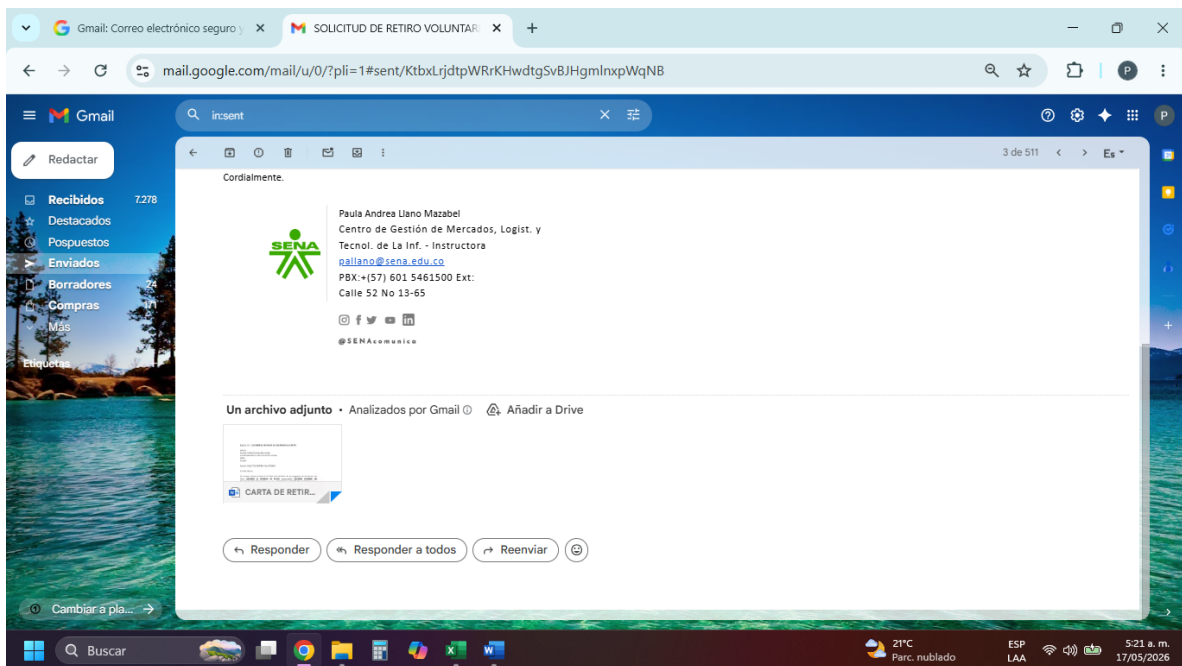 Gmail: Correo electrónico seguro y
SOLICITUD DE RETIRO VOLUNTAR
mail.google.com/mail/u/0/?pli=1#sent/KtbxLrjdtpWRrKHwdtgSvBJHgmlnxpWqNB
P
Gmail
in:sent
P
Redactar
3 de 511
Es
Recibidos 7.278
Destacados
Pospuestos
Enviados
Borradores 24
Compras
Más
Etiquetas
Cordialmente.
SENA
Paula Andrea Llano Mazabel
Centro de Gestión de Mercados, Logist. y
Tecnol. de La Inf. - Instructora
pallano@sena.edu.co
PBX:+(57) 601 5461500 Ext:
Calle 52 No 13-65
@SENAcomunica
Un archivo adjunto • Analizados por Gmail Añadir a Drive
CARTA DE RETIR...
Responder
Responder a todos
Reenviar
Cambiar a pla...
Buscar
21°C
Parc. nublado
ESP
LAA
5:21 a. m.
17/05/2026